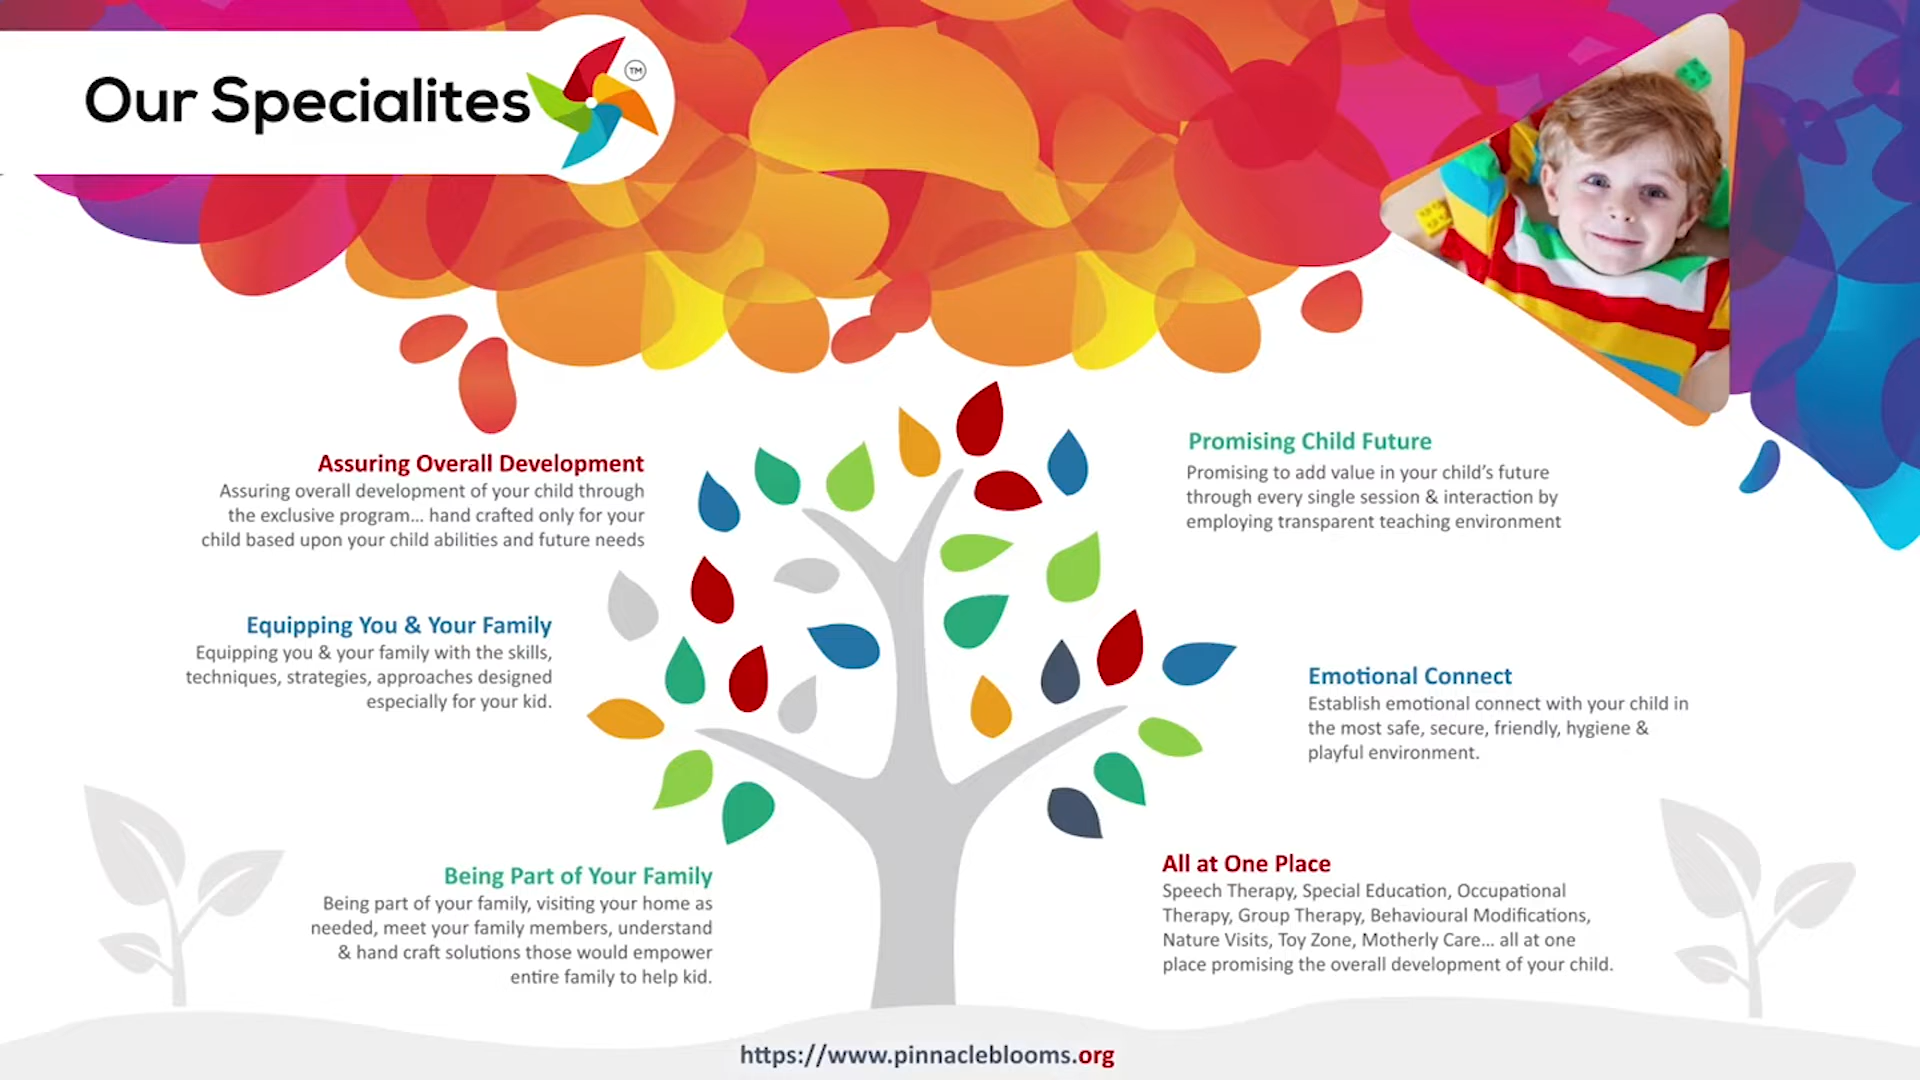 Our Specialites
TM
Assuring Overall Development
Assuring overall development of your child through
the exclusive program... hand crafted only for your
child based upon your child abilities and future needs
Equipping You & Your Family
Equipping you & your family with the skills,
techniques, strategies, approaches designed
especially for your kid.
Being Part of Your Family
Being part of your family, visiting your home as
needed, meet your family members, understand
& hand craft solutions those would empower
entire family to help kid.
Promising Child Future
Promising to add value in your child's future
through every single session & interaction by
employing transparent teaching environment
Emotional Connect
Establish emotional connect with your child in
the most safe, secure, friendly, hygiene &
playful environment.
All at One Place
Speech Therapy, Special Education, Occupational
Therapy, Group Therapy, Behavioural Modifications,
Nature Visits, Toy Zone, Motherly Care... all at one
place promising the overall development of your child.
https://www.pinnacleblooms.org